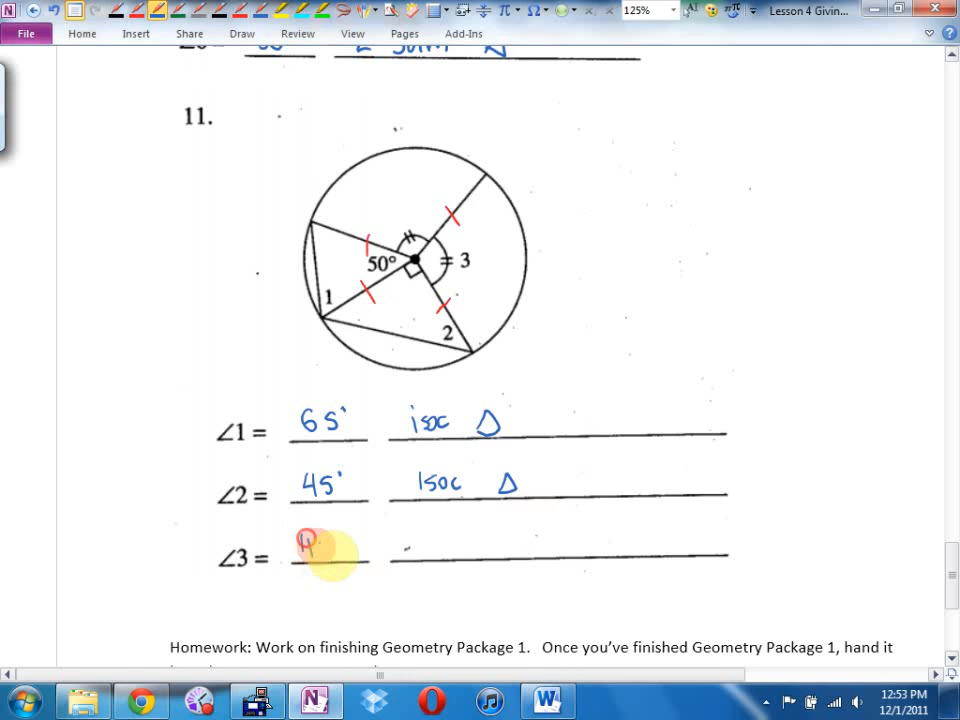 125%
Lesson 4 Givin...
File Home Insert Share Draw Review View Pages Add-Ins
11.
50° 3
1
2
∠1 = 65° isoc △
∠2 = 45° Isoc △
∠3 =
Homework: Work on finishing Geometry Package 1. Once you've finished Geometry Package 1, hand it
12:53 PM
12/1/2011